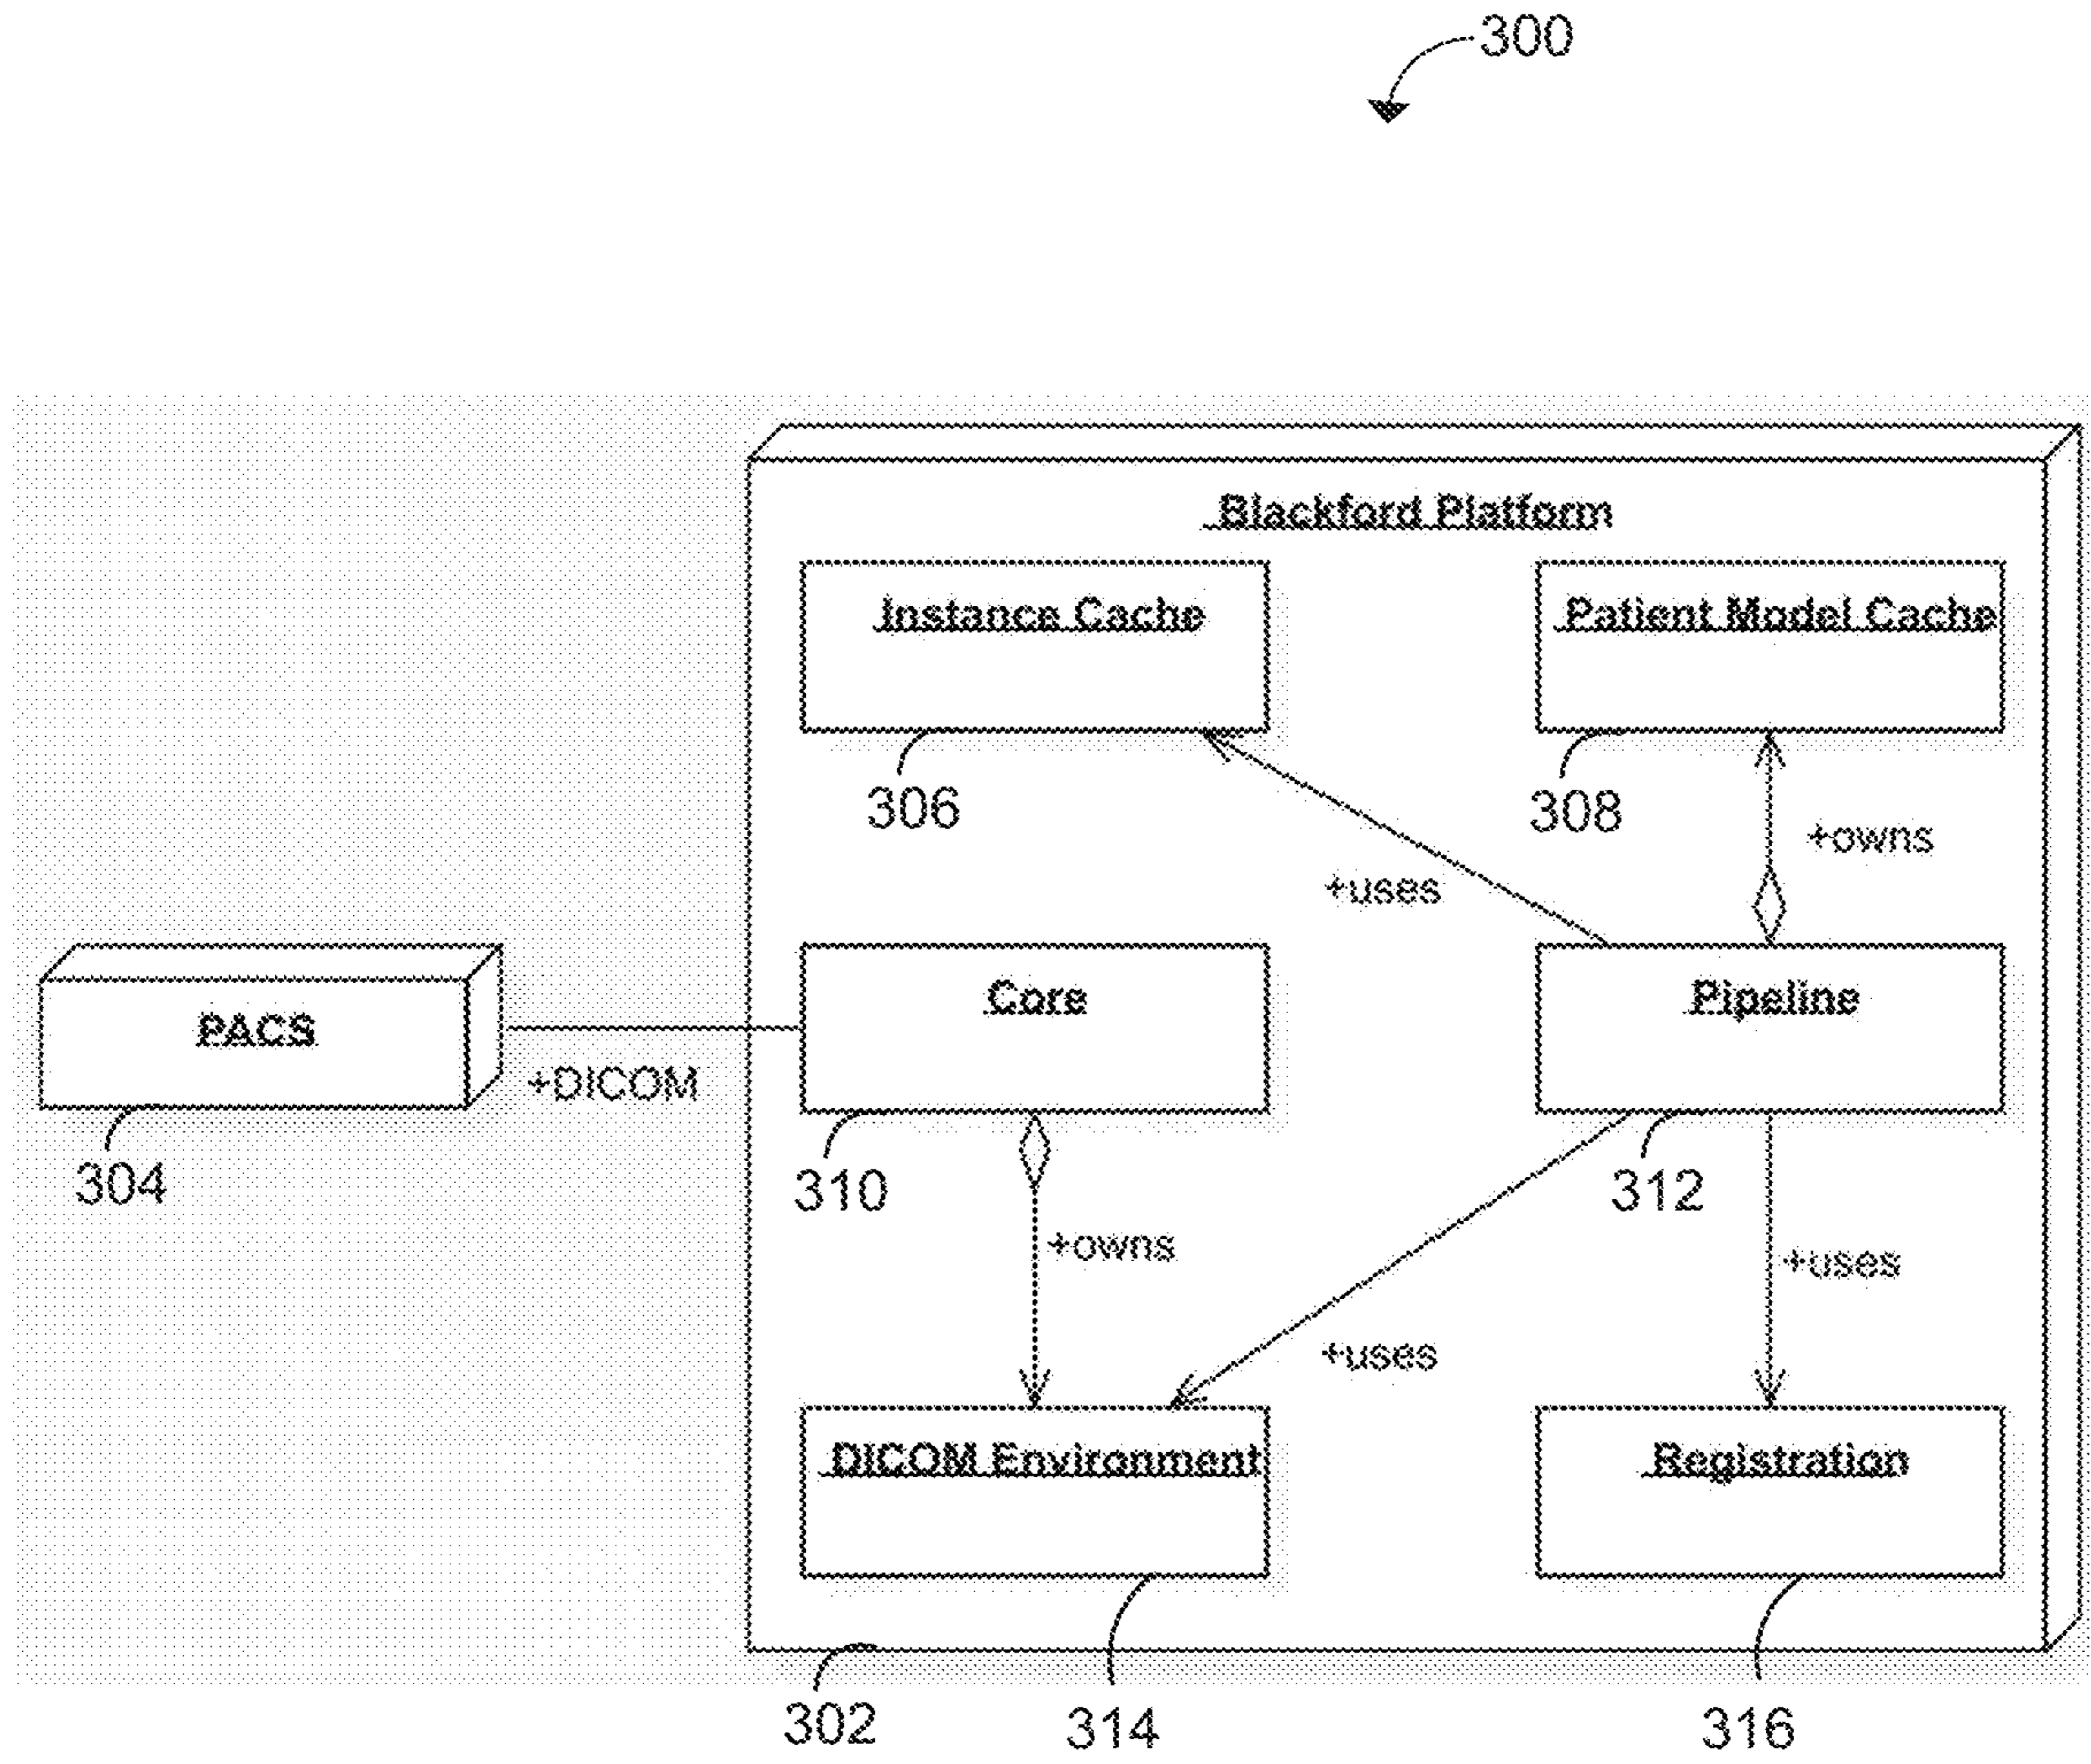 300
Blackford Platform
Instance Cache
Patient Model Cache
306
308
+owns
+uses
PACS
Core
Pipeline
+DICOM
304
310
312
+owns
+uses
+uses
DICOM Environment
Registration
302
314
316